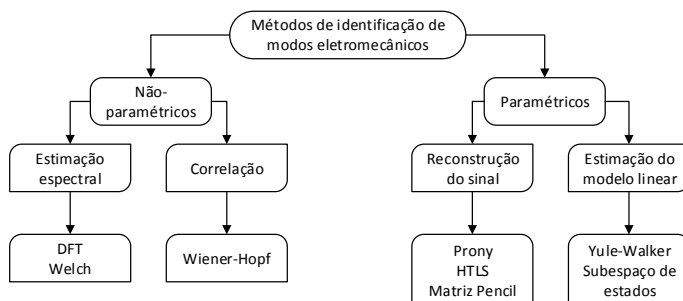 Métodos de identificação de
modos eletromecânicos
Não-
paramétricos
Paramétricos
Estimação
espectral
Correlação
Reconstrução
do sinal
Estimação do
modelo linear
DFT
Welch
Wiener-Hopf
Prony
HTLS
Matriz Pencil
Yule-Walker
Subespaço de
estados